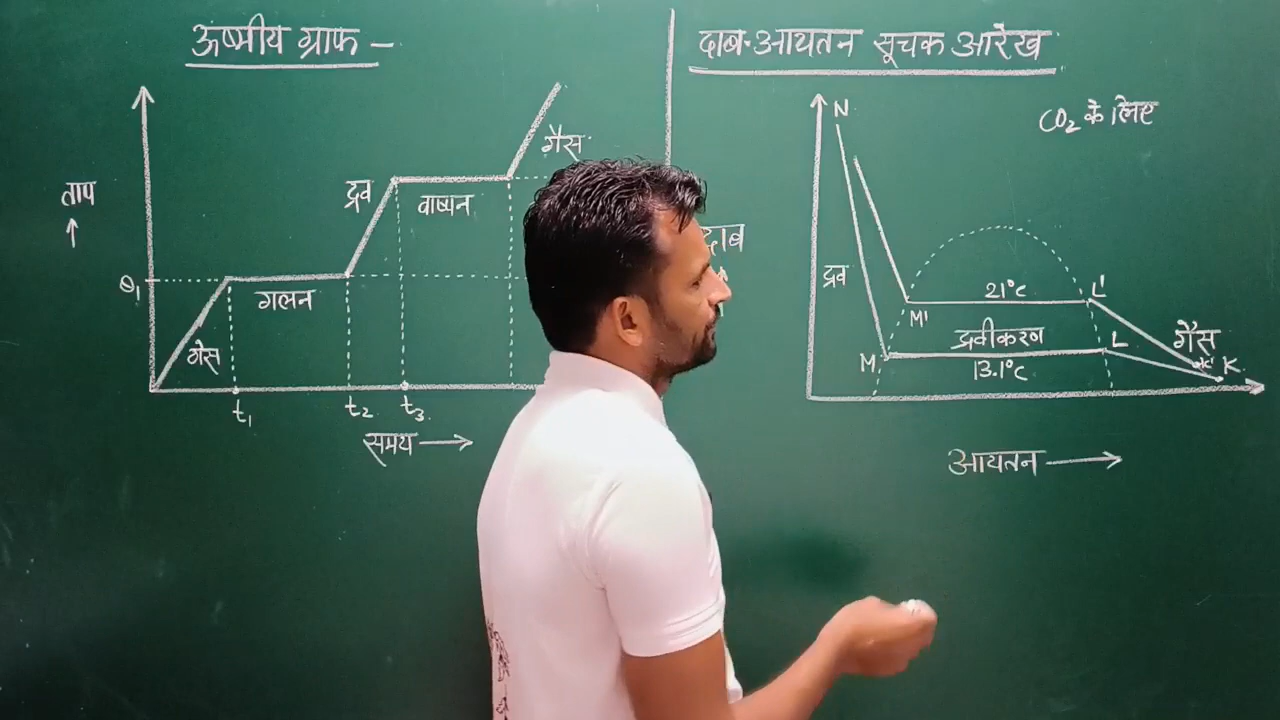 ऊष्मीय ग्राफ –
ताप
↑
θ₁
गेस
गलन
द्रव
वाष्पन
गैस
t₁
t₂
t₃
समय →
दाब-आयतन सूचक आरेख
CO₂ के लिए
दाब
N
द्रव
M'
21°C
L'
M
द्रवीकरण
13.1°C
L
गैस
K
आयतन →